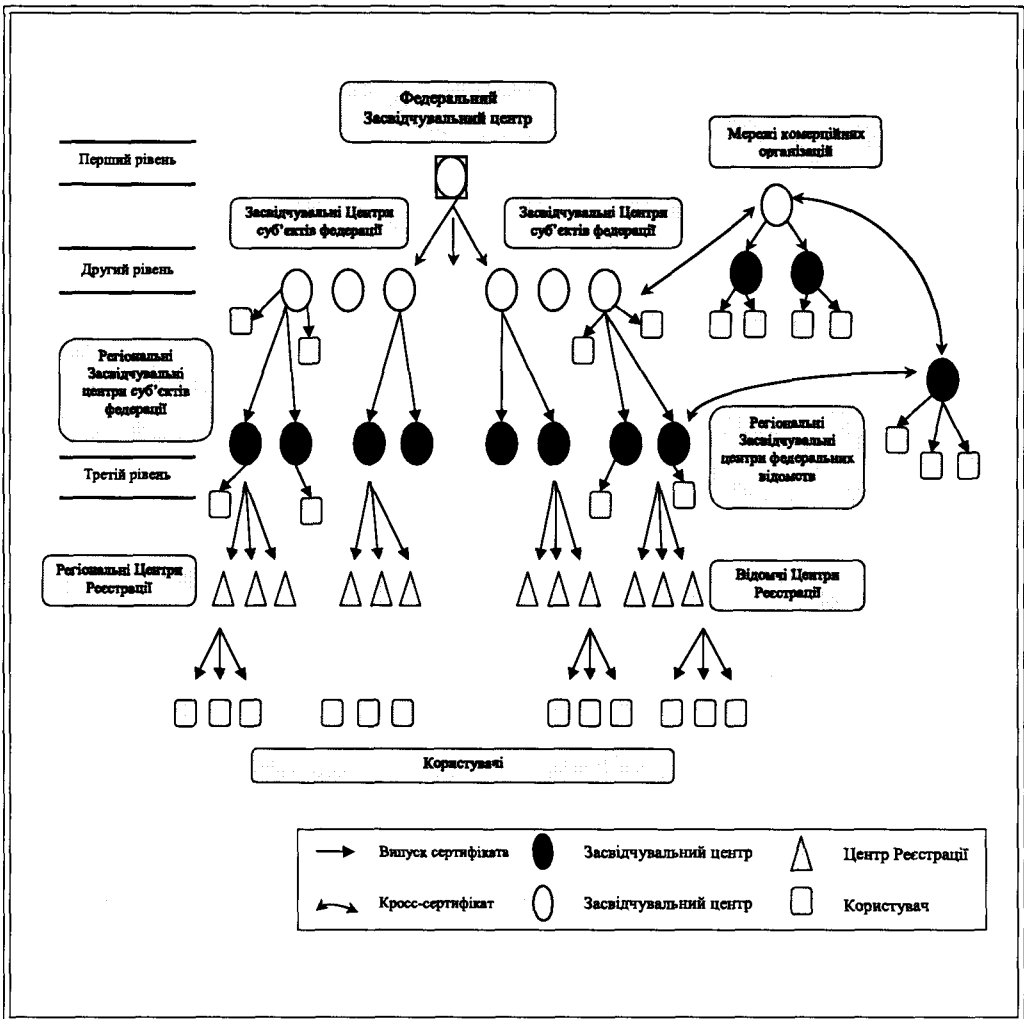 Федеральний
Засвідчувальний центр
Мережі комерційних
організацій
Перший рівень
Засвідчувальні Центри
суб’єктів федерації
Засвідчувальні Центри
суб’єктів федерації
Другий рівень
Регіональні
Засвідчувальні
центри суб’єктів
федерації
Регіональні
Засвідчувальні
центри федеральних
відомств
Третій рівень
Регіональні Центри
Реєстрації
Відомчі Центри
Реєстрації
Користувачі
Випуск сертифіката
Засвідчувальний центр
Центр Реєстрації
Кросс-сертифікат
Засвідчувальний центр
Користувач